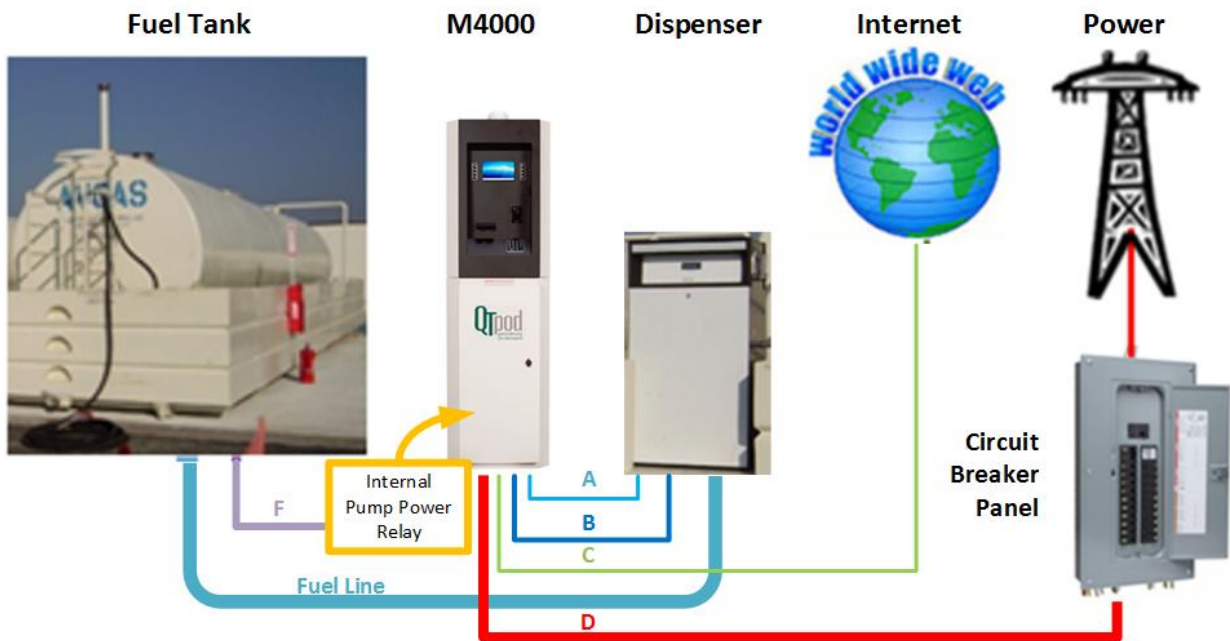 Fuel Tank
M4000
Dispenser
Internet
Power
world wide web
AVGAS
QTpod
Circuit
Breaker
Panel
Internal
Pump Power
Relay
A
F
B
C
Fuel Line
D